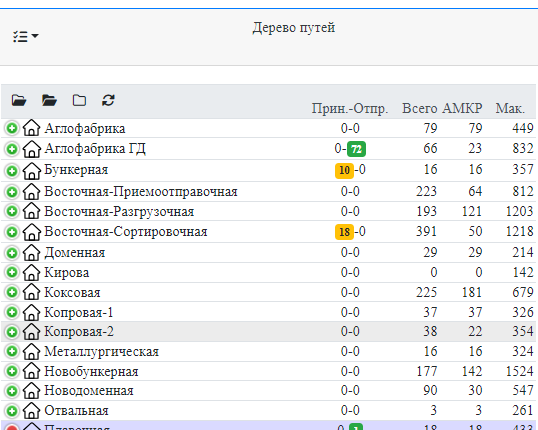 Дерево путей
Прин.-Отпр. Всего АМКР Мак.
Аглофабрика 0-0 79 79 449
Аглофабрика ГД 0-72 66 23 832
Бункерная 10-0 16 16 357
Восточная-Приемоотправочная 0-0 223 64 812
Восточная-Разгрузочная 0-0 193 121 1203
Восточная-Сортировочная 18-0 391 50 1218
Доменная 0-0 29 29 214
Кирова 0-0 0 0 142
Коксовая 0-0 225 181 679
Копровая-1 0-0 37 37 326
Копровая-2 0-0 38 22 354
Металлургическая 0-0 16 16 324
Новобункерная 0-0 177 142 1524
Новодоменная 0-0 90 30 547
Отвальная 0-0 3 3 261
Плавочная 0-3 18 18 433